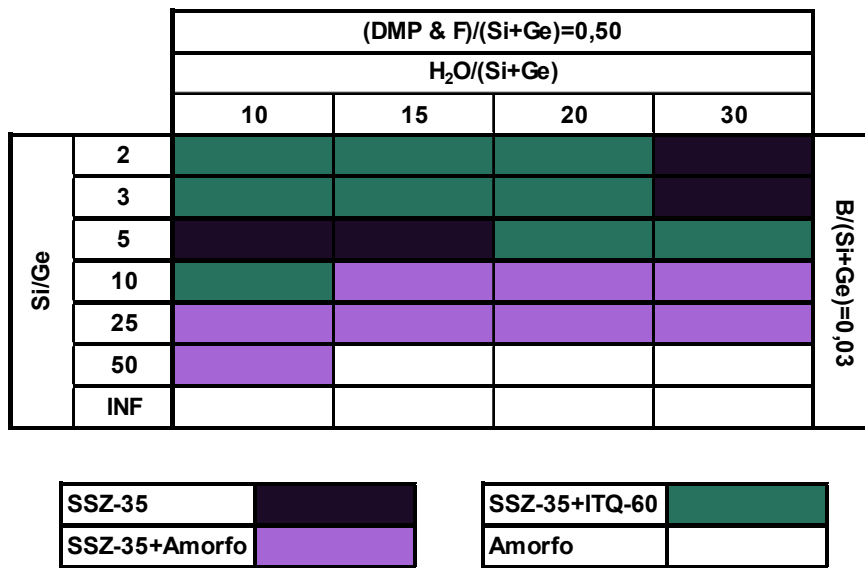 (DMP & F)/(Si+Ge)=0,50
H₂O/(Si+Ge)
10 15 20 30
Si/Ge
2
3
5
10
25
50
INF
B/(Si+Ge)=0,03
SSZ-35 SSZ-35+ITQ-60
SSZ-35+Amorfo Amorfo